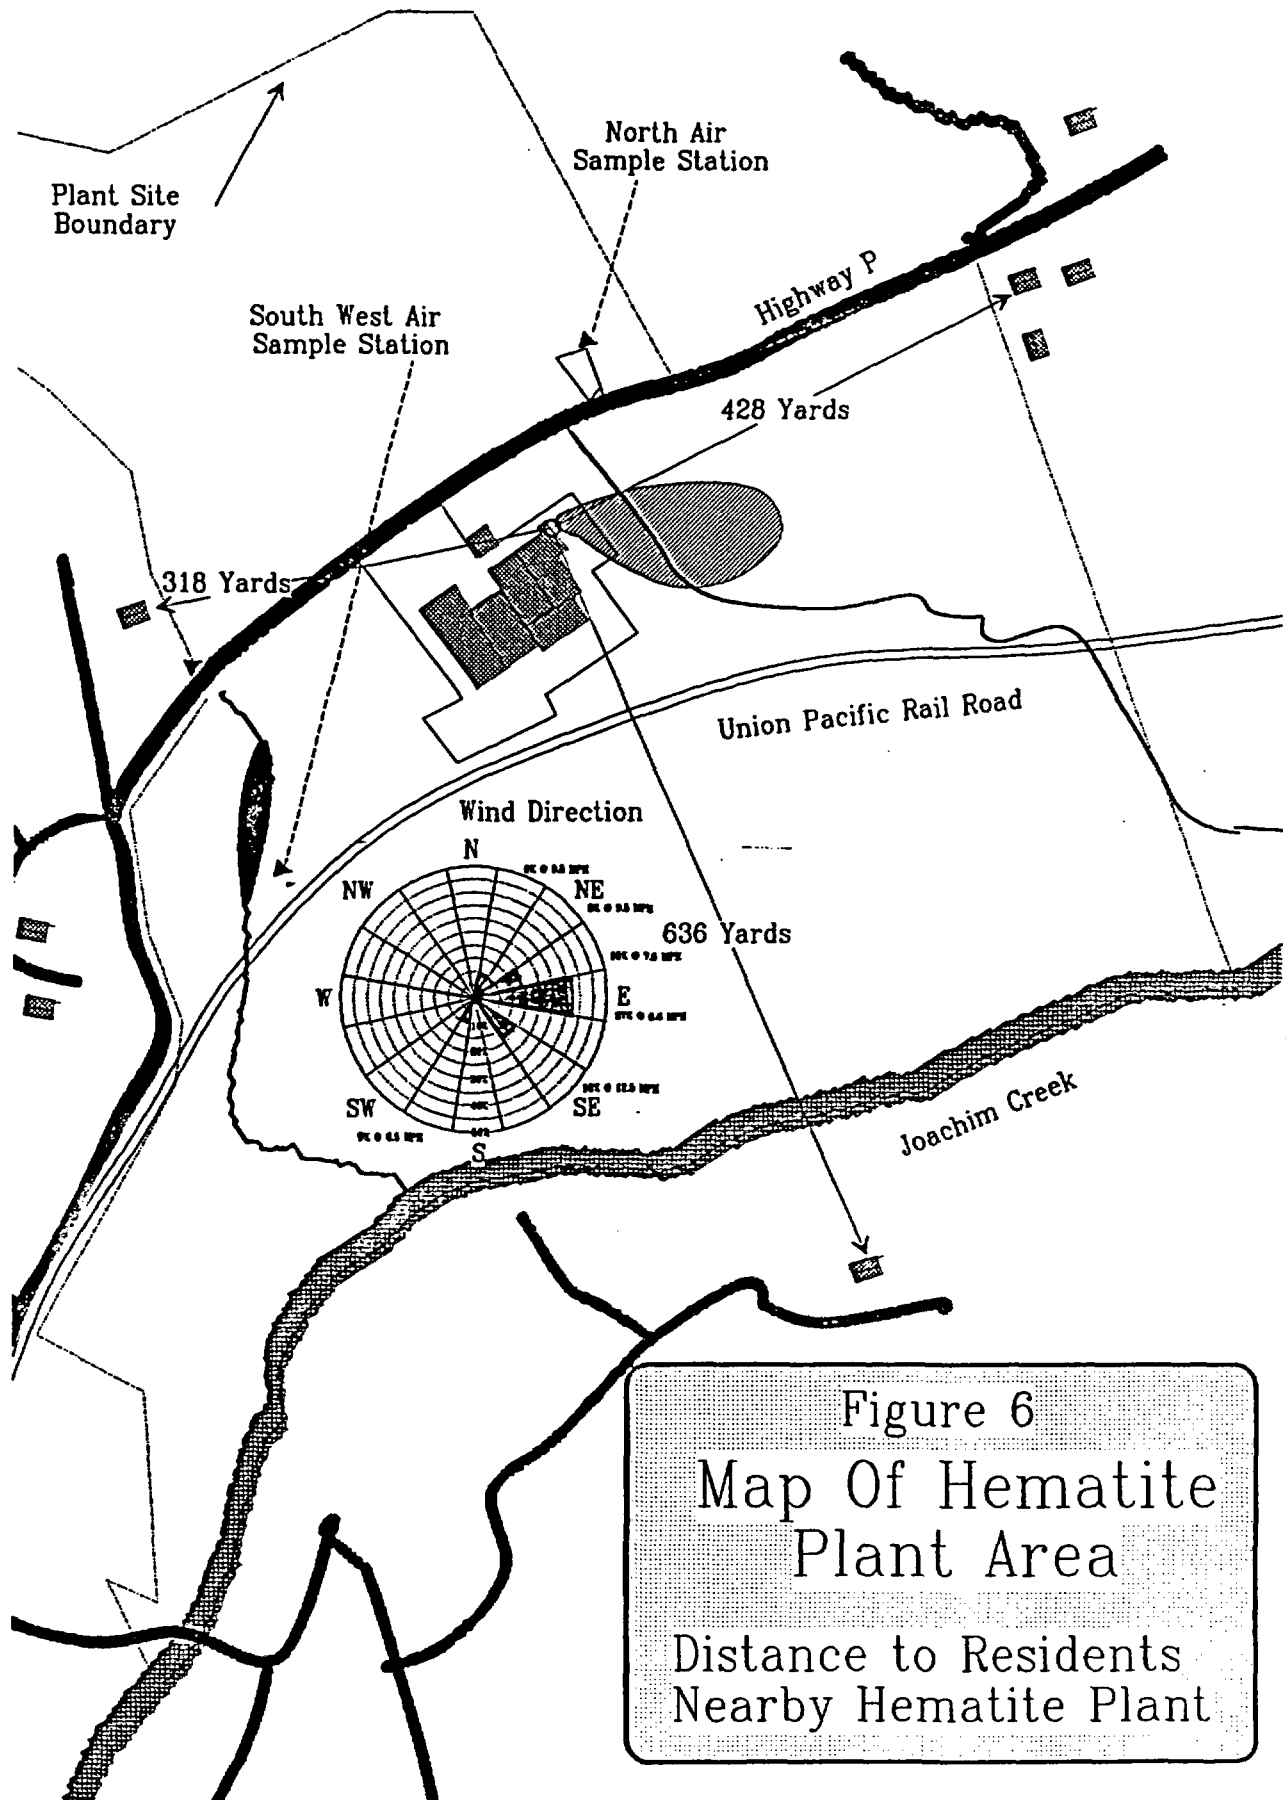 North Air
Sample Station
Plant Site
Boundary
Highway P
South West Air
Sample Station
428 Yards
318 Yards
Union Pacific Rail Road
Wind Direction
N
NW
NE
636 Yards
W
E
SW
SE
S
Joachim Creek
Figure 6
Map Of Hematite
Plant Area
Distance to Residents
Nearby Hematite Plant